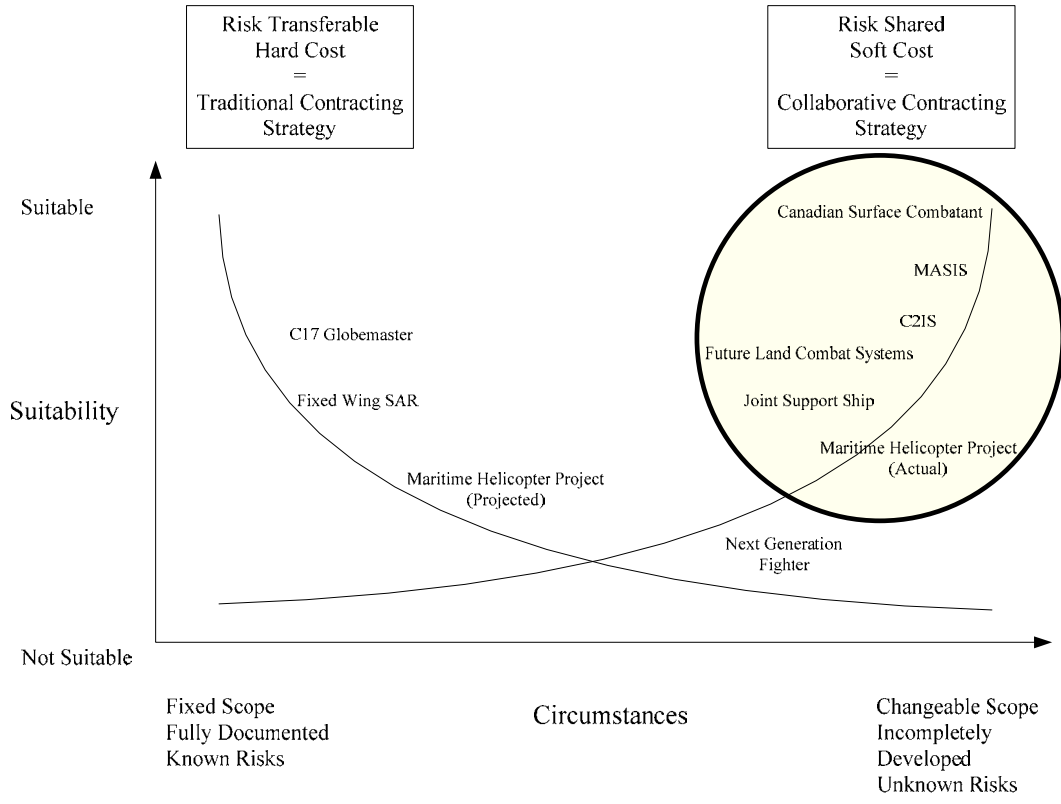 Risk Transferable
Hard Cost
=
Traditional Contracting
Strategy
Risk Shared
Soft Cost
=
Collaborative Contracting
Strategy
Suitable
Canadian Surface Combatant
MASIS
C2IS
C17 Globemaster
Future Land Combat Systems
Suitability
Fixed Wing SAR
Joint Support Ship
Maritime Helicopter Project
(Actual)
Maritime Helicopter Project
(Projected)
Next Generation
Fighter
Not Suitable
Fixed Scope
Fully Documented
Known Risks
Circumstances
Changeable Scope
Incompletely
Developed
Unknown Risks